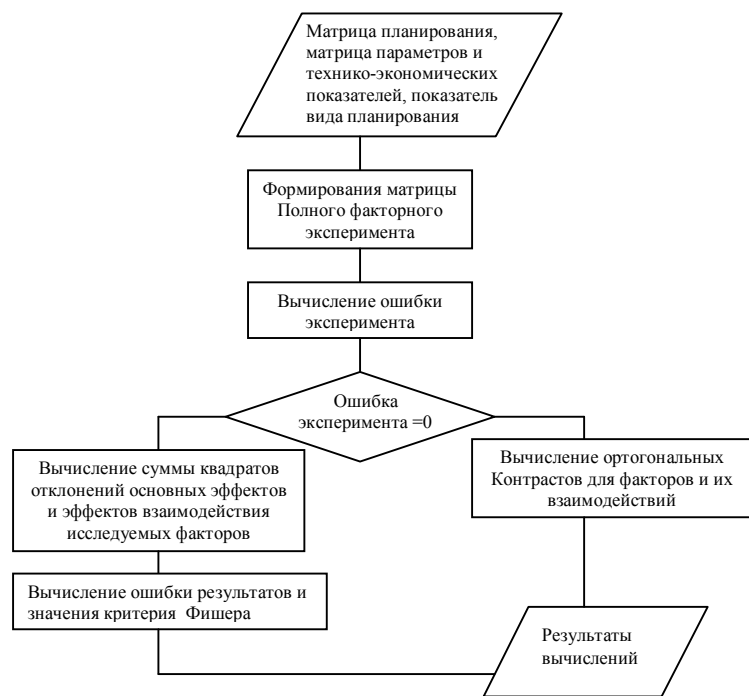 Матрица планирования,
матрица параметров и
технико-экономических
показателей, показатель
вида планирования
Формирования матрицы
Полного факторного
эксперимента
Вычисление ошибки
эксперимента
Ошибка
эксперимента =0
Вычисление суммы квадратов
отклонений основных эффектов
и эффектов взаимодействия
исследуемых факторов
Вычисление ортогональных
Контрастов для факторов и их
взаимодействий
Вычисление ошибки результатов и
значения критерия Фишера
Результаты
вычислений